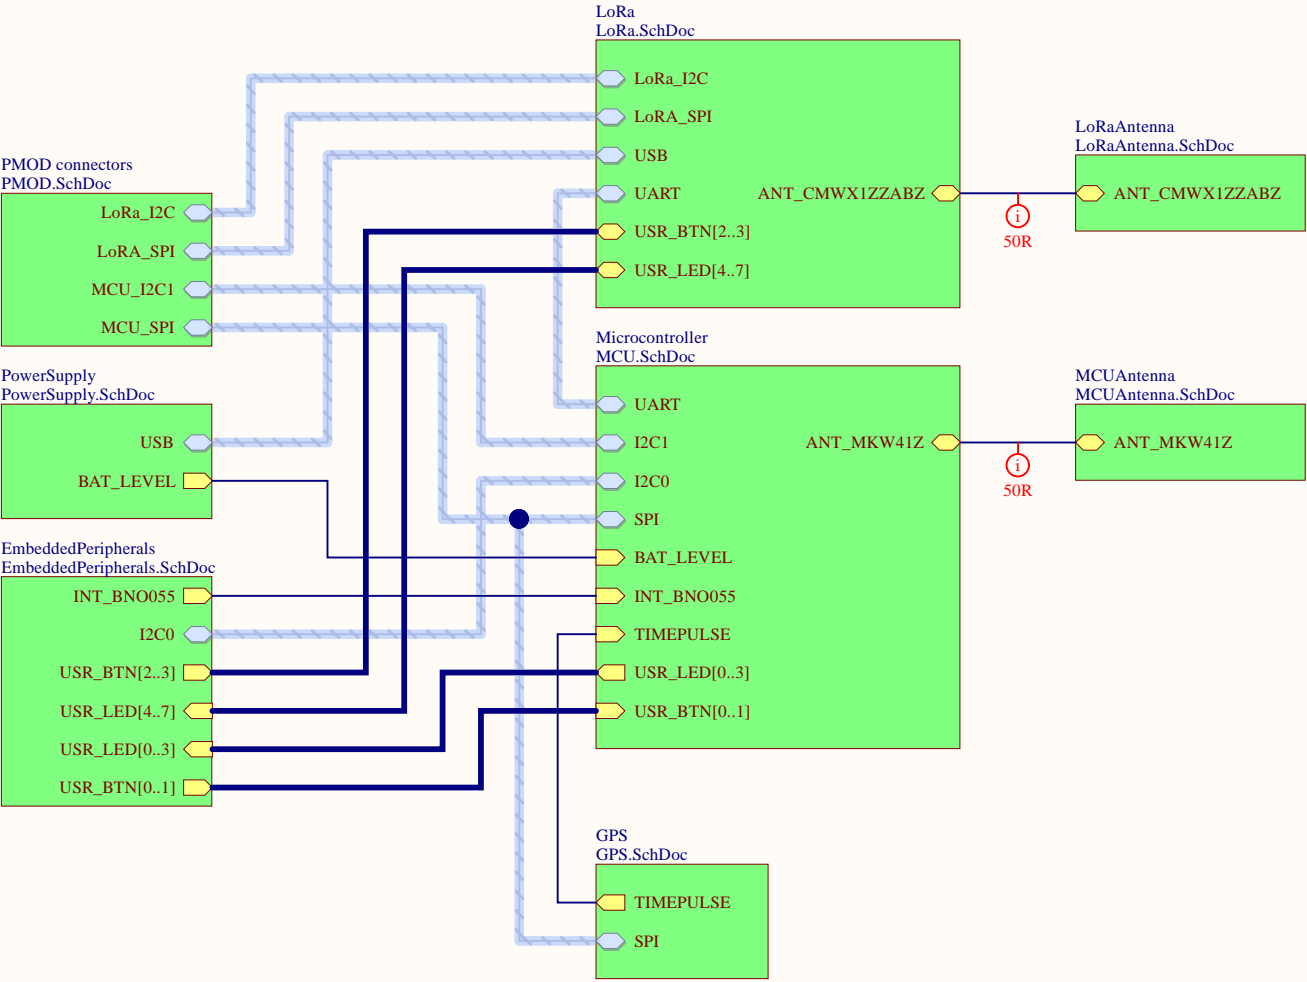 LoRa
LoRa.SchDoc
LoRa_I2C
LoRA_SPI
USB
UART
ANT_CMWX1ZZABZ
USR_BTN[2..3]
USR_LED[4..7]
50R
LoRaAntenna
LoRaAntenna.SchDoc
ANT_CMWX1ZZABZ
PMOD connectors
PMOD.SchDoc
LoRa_I2C
LoRA_SPI
MCU_I2C1
MCU_SPI
Microcontroller
MCU.SchDoc
UART
I2C1
ANT_MKW41Z
I2C0
SPI
BAT_LEVEL
INT_BNO055
TIMEPULSE
USR_LED[0..3]
USR_BTN[0..1]
50R
MCUAntenna
MCUAntenna.SchDoc
ANT_MKW41Z
PowerSupply
PowerSupply.SchDoc
USB
BAT_LEVEL
EmbeddedPeripherals
EmbeddedPeripherals.SchDoc
INT_BNO055
I2C0
USR_BTN[2..3]
USR_LED[4..7]
USR_LED[0..3]
USR_BTN[0..1]
GPS
GPS.SchDoc
TIMEPULSE
SPI